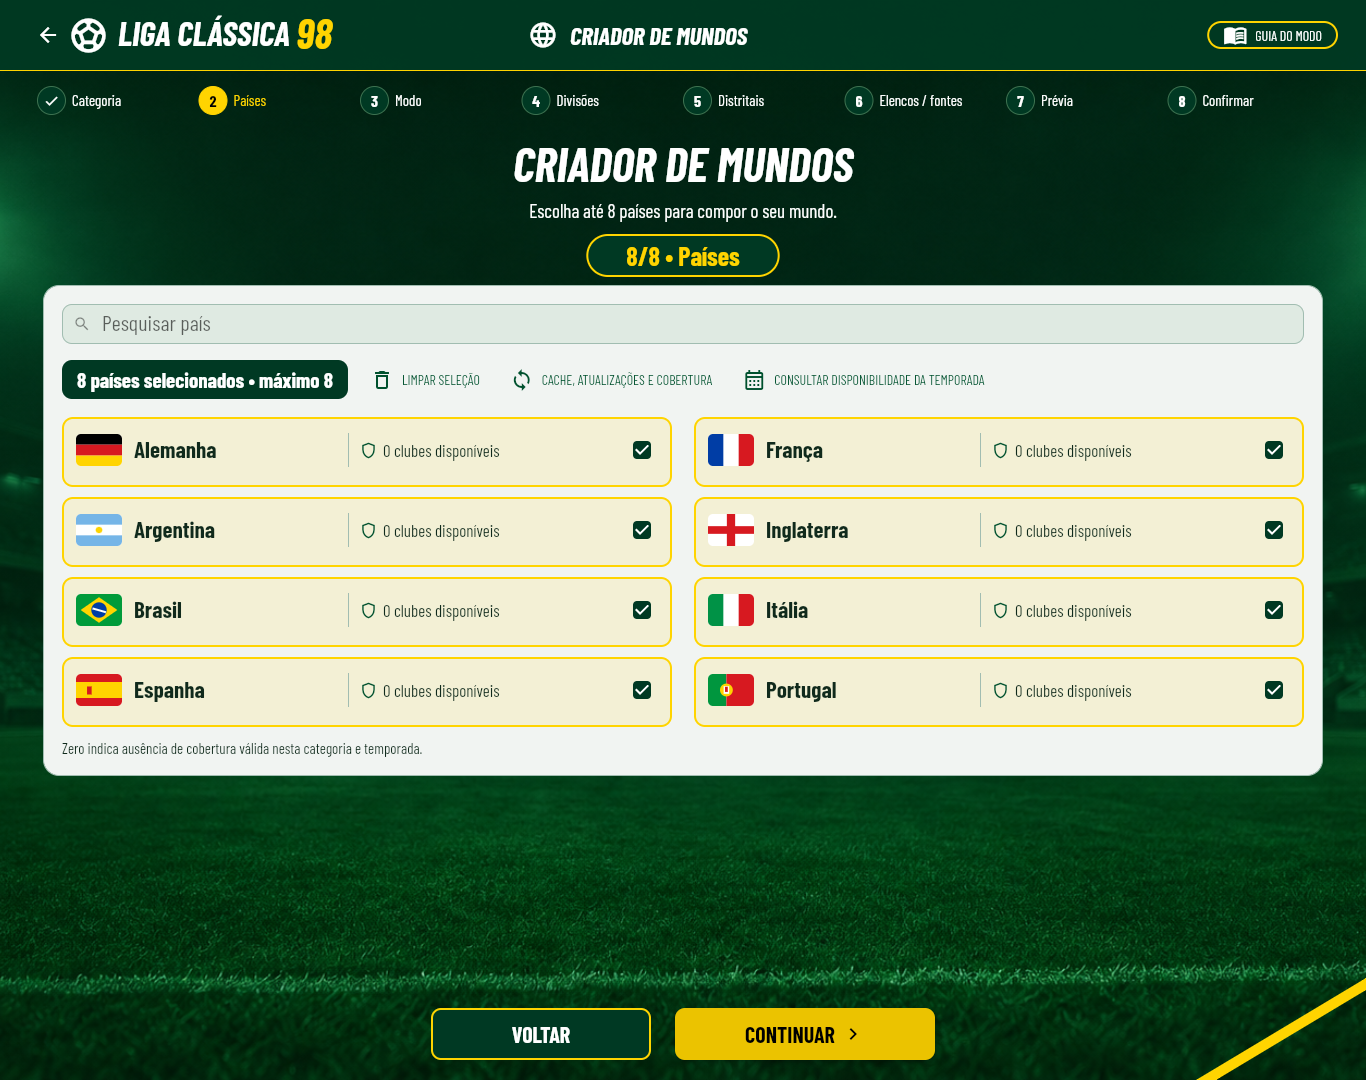 LIGA CLÁSSICA 98
CRIADOR DE MUNDOS
GUIA DO MODO
Categoria
2 Países
3 Modo
4 Divisões
5 Distritais
6 Elencos / fontes
7 Prévia
8 Confirmar
CRIADOR DE MUNDOS
Escolha até 8 países para compor o seu mundo.
8/8 • Países
Pesquisar país
8 países selecionados • máximo 8
LIMPAR SELEÇÃO
CACHE, ATUALIZAÇÕES E COBERTURA
CONSULTAR DISPONIBILIDADE DA TEMPORADA
Alemanha
0 clubes disponíveis
França
0 clubes disponíveis
Argentina
0 clubes disponíveis
Inglaterra
0 clubes disponíveis
Brasil
0 clubes disponíveis
Itália
0 clubes disponíveis
Espanha
0 clubes disponíveis
Portugal
0 clubes disponíveis
Zero indica ausência de cobertura válida nesta categoria e temporada.
VOLTAR
CONTINUAR